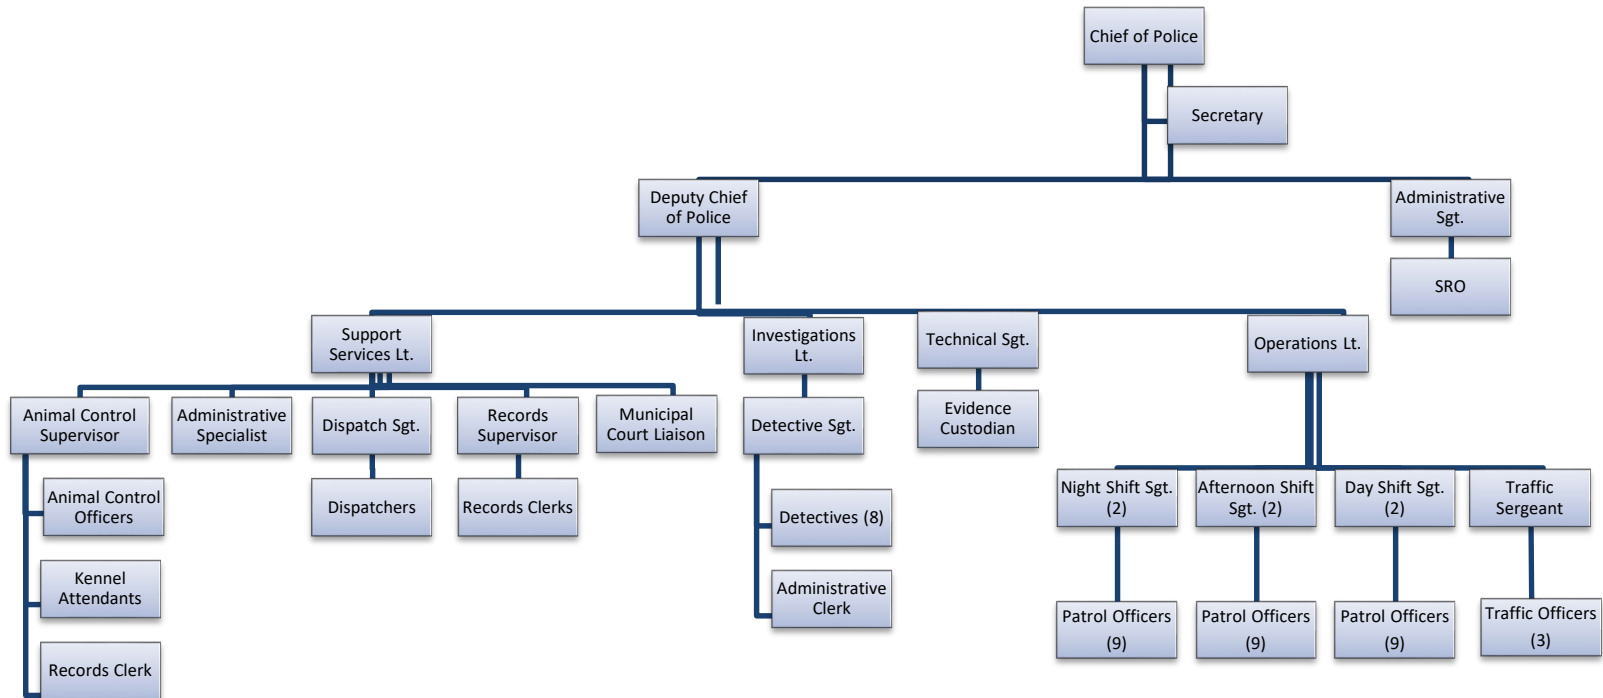 Chief of Police
Secretary
Deputy Chief
of Police
Administrative
Sgt.
SRO
Support
Services Lt.
Investigations
Lt.
Technical Sgt.
Operations Lt.
Animal Control
Supervisor
Administrative
Specialist
Dispatch Sgt.
Records
Supervisor
Municipal
Court Liaison
Detective Sgt.
Evidence
Custodian
Animal Control
Officers
Dispatchers
Records Clerks
Detectives (8)
Night Shift Sgt.
(2)
Afternoon Shift
Sgt. (2)
Day Shift Sgt.
(2)
Traffic
Sergeant
Kennel
Attendants
Administrative
Clerk
Patrol Officers
(9)
Patrol Officers
(9)
Patrol Officers
(9)
Traffic Officers
(3)
Records Clerk